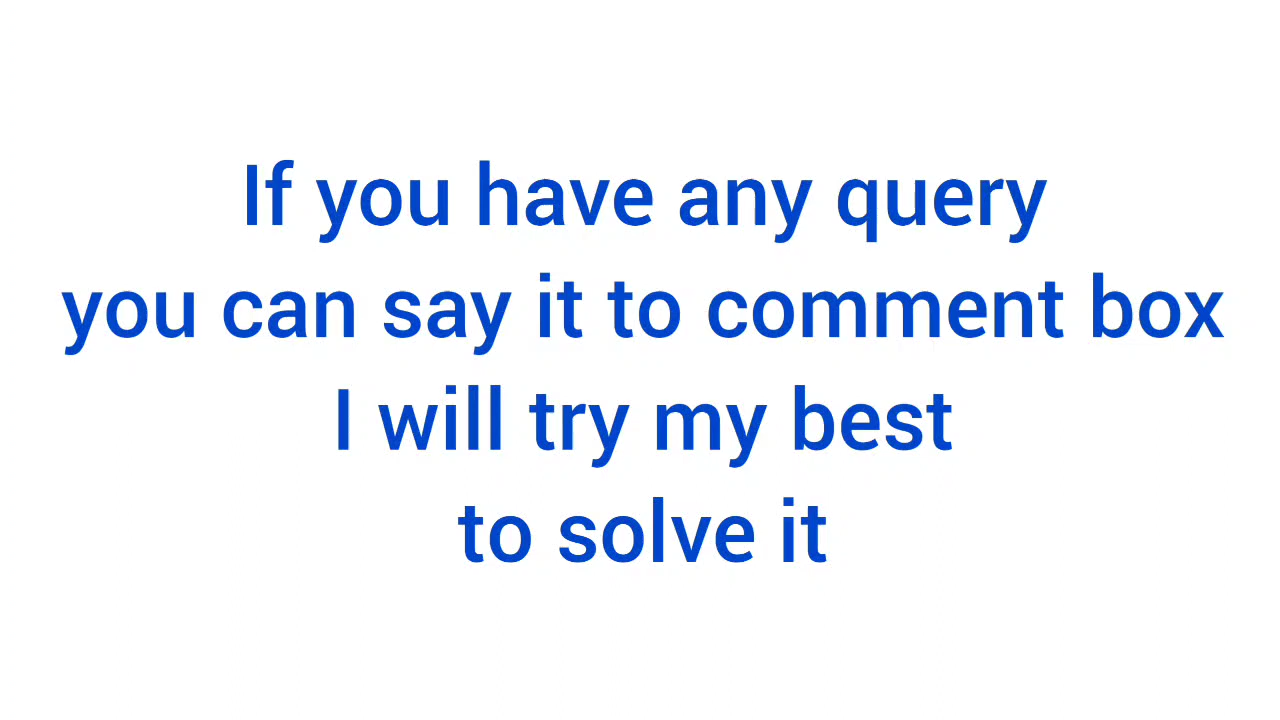 If you have any query
you can say it to comment box
I will try my best
to solve it